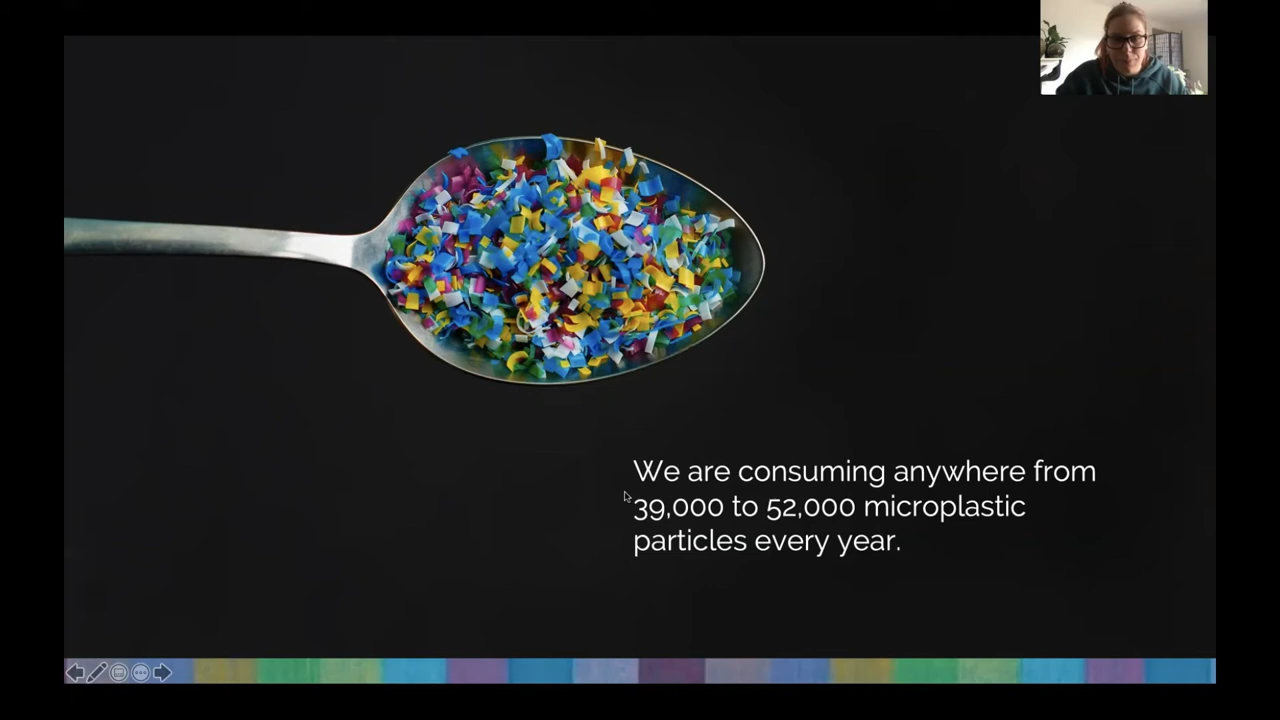 We are consuming anywhere from
39,000 to 52,000 microplastic
particles every year.